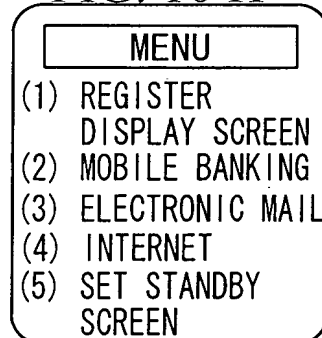 MENU
(1) REGISTER
DISPLAY SCREEN
(2) MOBILE BANKING
(3) ELECTRONIC MAIL
(4) INTERNET
(5) SET STANDBY
SCREEN